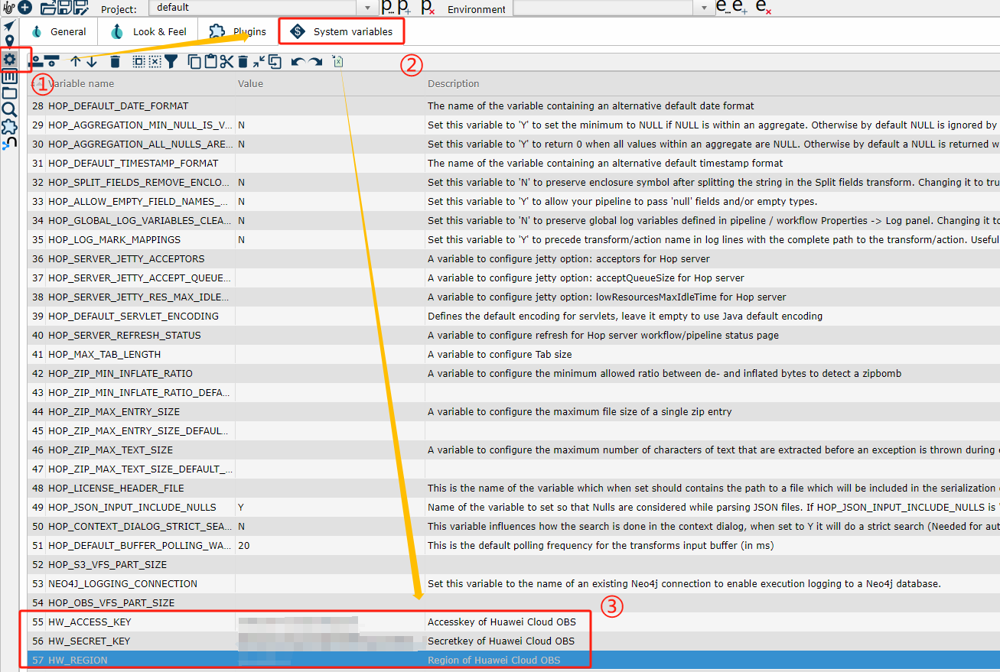 Hop Project: default p... p+ px Environment e... e+ ex
General Look & Feel Plugins System variables
①
②
# Variable name Value Description
28 HOP_DEFAULT_DATE_FORMAT The name of the variable containing an alternative default date format
29 HOP_AGGREGATION_MIN_NULL_IS_V... N Set this variable to 'Y' to set the minimum to NULL if NULL is within an aggregate. Otherwise by default NULL is ignored by
30 HOP_AGGREGATION_ALL_NULLS_ARE... N Set this variable to 'Y' to return 0 when all values within an aggregate are NULL. Otherwise by default a NULL is returned w
31 HOP_DEFAULT_TIMESTAMP_FORMAT The name of the variable containing an alternative default timestamp format
32 HOP_SPLIT_FIELDS_REMOVE_ENCLO... N Set this variable to 'N' to preserve enclosure symbol after splitting the string in the Split fields transform. Changing it to tru
33 HOP_ALLOW_EMPTY_FIELD_NAMES_... N Set this variable to 'Y' to allow your pipeline to pass 'null' fields and/or empty types.
34 HOP_GLOBAL_LOG_VARIABLES_CLEA... N Set this variable to 'N' to preserve global log variables defined in pipeline / workflow Properties -> Log panel. Changing it to
35 HOP_LOG_MARK_MAPPINGS N Set this variable to 'Y' to precede transform/action name in log lines with the complete path to the transform/action. Useful
36 HOP_SERVER_JETTY_ACCEPTORS A variable to configure jetty option: acceptors for Hop server
37 HOP_SERVER_JETTY_ACCEPT_QUEUE... A variable to configure jetty option: acceptQueueSize for Hop server
38 HOP_SERVER_JETTY_RES_MAX_IDLE... A variable to configure jetty option: lowResourcesMaxIdleTime for Hop server
39 HOP_DEFAULT_SERVLET_ENCODING Defines the default encoding for servlets, leave it empty to use Java default encoding
40 HOP_SERVER_REFRESH_STATUS A variable to configure refresh for Hop server workflow/pipeline status page
41 HOP_MAX_TAB_LENGTH A variable to configure Tab size
42 HOP_ZIP_MIN_INFLATE_RATIO A variable to configure the minimum allowed ratio between de- and inflated bytes to detect a zipbomb
43 HOP_ZIP_MIN_INFLATE_RATIO_DEFA...
44 HOP_ZIP_MAX_ENTRY_SIZE A variable to configure the maximum file size of a single zip entry
45 HOP_ZIP_MAX_ENTRY_SIZE_DEFAUL...
46 HOP_ZIP_MAX_TEXT_SIZE A variable to configure the maximum number of characters of text that are extracted before an exception is thrown during
47 HOP_ZIP_MAX_TEXT_SIZE_DEFAULT_...
48 HOP_LICENSE_HEADER_FILE This is the name of the variable which when set should contains the path to a file which will be included in the serialization
49 HOP_JSON_INPUT_INCLUDE_NULLS Y Name of the variable to set so that Nulls are considered while parsing JSON files. If HOP_JSON_INPUT_INCLUDE_NULLS is
50 HOP_CONTEXT_DIALOG_STRICT_SEA... N This variable influences how the search is done in the context dialog, when set to Y it will do a strict search (Needed for aut
51 HOP_DEFAULT_BUFFER_POLLING_WA... 20 This is the default polling frequency for the transforms input buffer (in ms)
52 HOP_S3_VFS_PART_SIZE
53 NEO4J_LOGGING_CONNECTION Set this variable to the name of an existing Neo4j connection to enable execution logging to a Neo4j database.
54 HOP_OBS_VFS_PART_SIZE
③
55 HW_ACCESS_KEY Accesskey of Huawei Cloud OBS
56 HW_SECRET_KEY Secretkey of Huawei Cloud OBS
57 HW_REGION Region of Huawei Cloud OBS